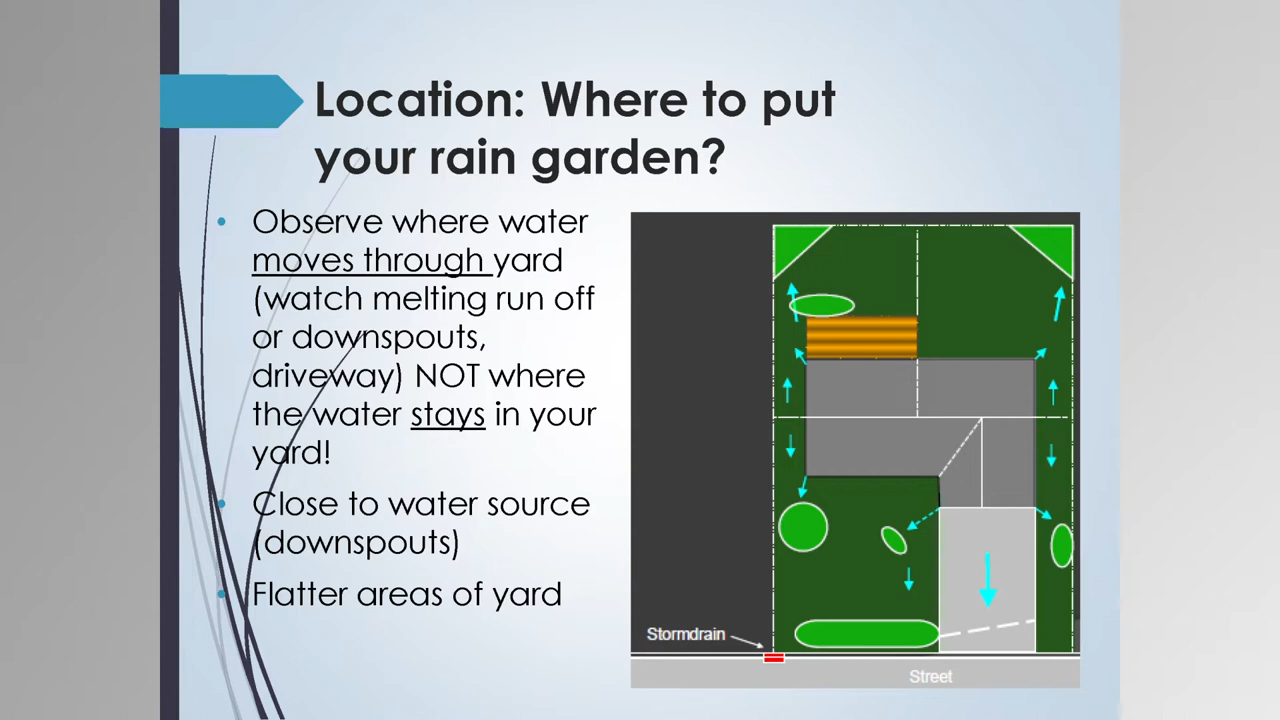 Location: Where to put
your rain garden?
• Observe where water
moves through yard
(watch melting run off
or downspouts,
driveway) NOT where
the water stays in your
yard!
• Close to water source
(downspouts)
• Flatter areas of yard
Stormdrain
Street